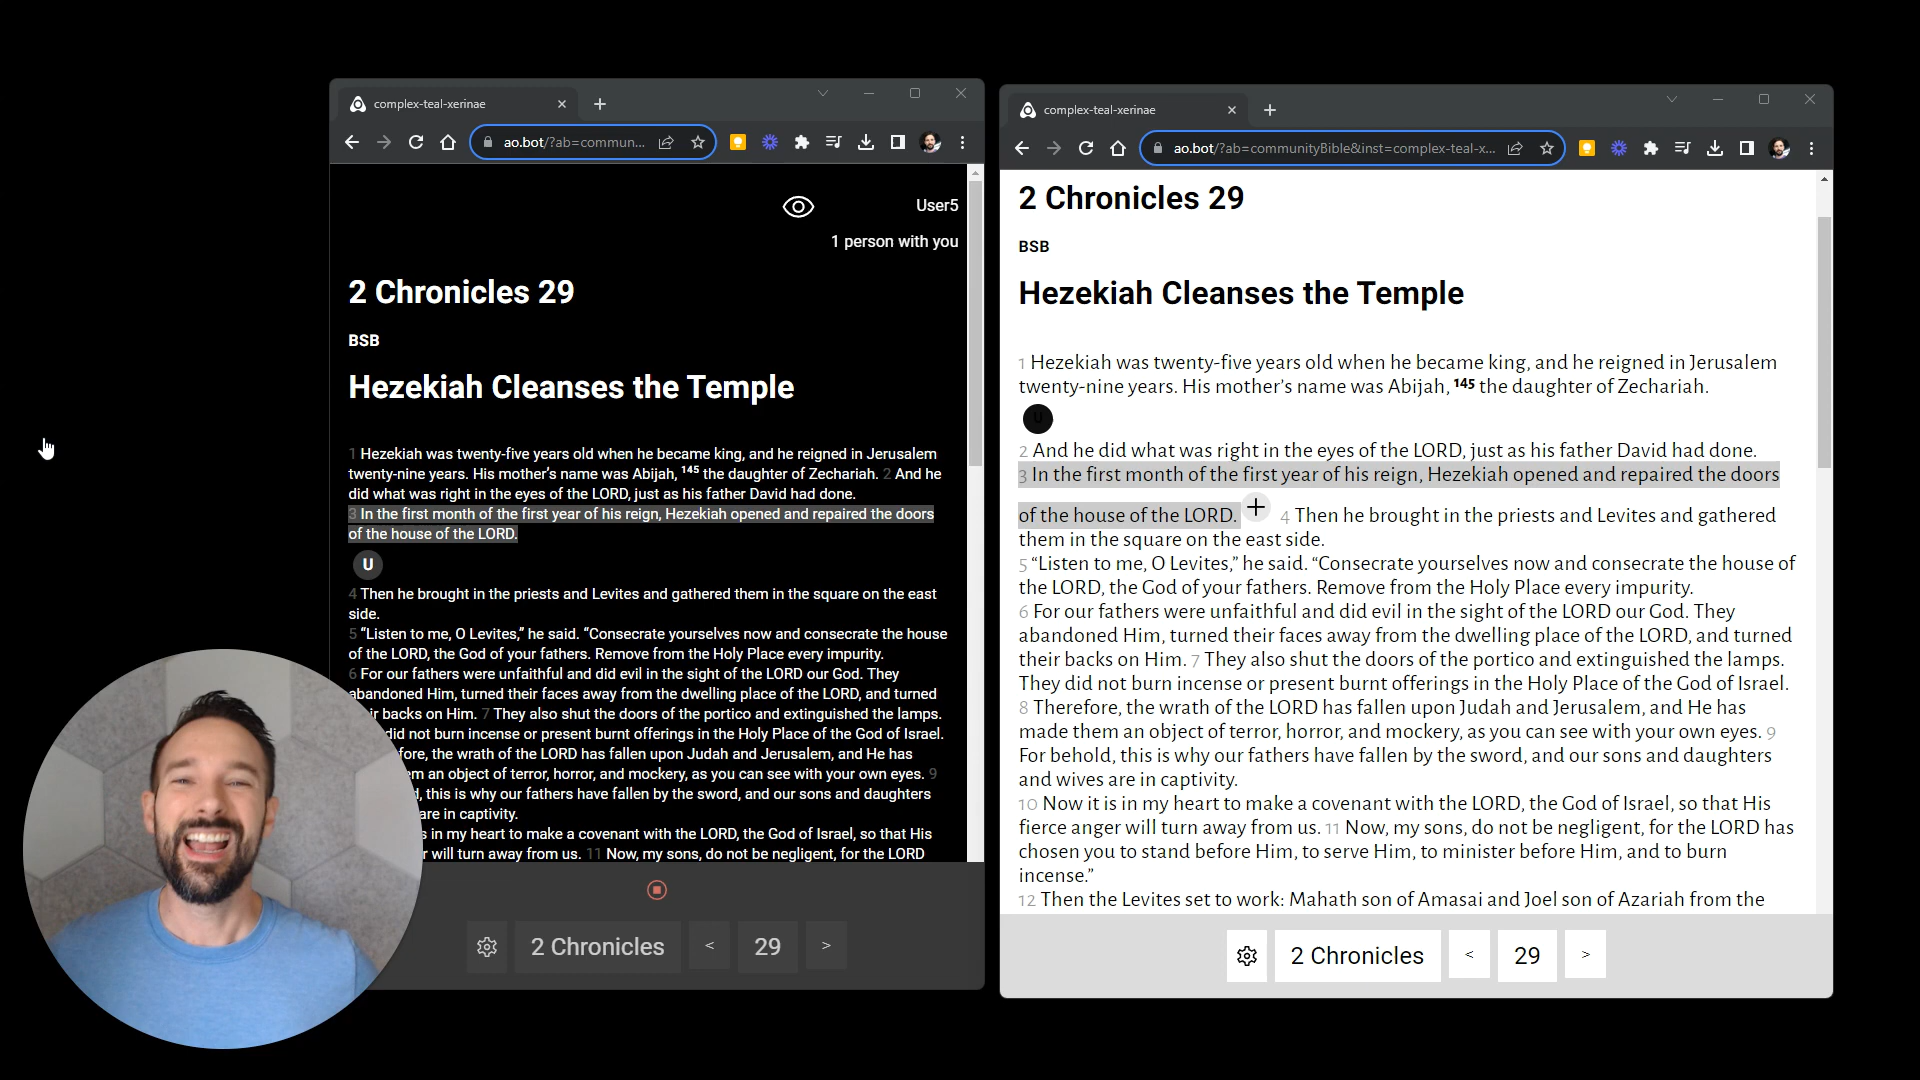 complex-teal-xerinae
ao.bot/?ab=commun...
User5
1 person with you
2 Chronicles 29
BSB
Hezekiah Cleanses the Temple
1 Hezekiah was twenty-five years old when he became king, and he reigned in Jerusalem
twenty-nine years. His mother’s name was Abijah, 145 the daughter of Zechariah. 2 And he
did what was right in the eyes of the LORD, just as his father David had done.
3 In the first month of the first year of his reign, Hezekiah opened and repaired the doors
of the house of the LORD.
U
4 Then he brought in the priests and Levites and gathered them in the square on the east
side.
5 “Listen to me, O Levites,” he said. “Consecrate yourselves now and consecrate the house
of the LORD, the God of your fathers. Remove from the Holy Place every impurity.
6 For our fathers were unfaithful and did evil in the sight of the LORD our God. They
abandoned Him, turned their faces away from the dwelling place of the LORD, and turned
backs on Him. 7 They also shut the doors of the portico and extinguished the lamps.
did not burn incense or present burnt offerings in the Holy Place of the God of Israel.
the wrath of the LORD has fallen upon Judah and Jerusalem, and He has
an object of terror, horror, and mockery, as you can see with your own eyes. 9
this is why our fathers have fallen by the sword, and our sons and daughters
are in captivity.
in my heart to make a covenant with the LORD, the God of Israel, so that His
will turn away from us. 11 Now, my sons, do not be negligent, for the LORD
2 Chronicles
<
29
>
complex-teal-xerinae
ao.bot/?ab=communityBible&inst=complex-teal-x...
2 Chronicles 29
BSB
Hezekiah Cleanses the Temple
1 Hezekiah was twenty-five years old when he became king, and he reigned in Jerusalem
twenty-nine years. His mother’s name was Abijah, 145 the daughter of Zechariah.
U
2 And he did what was right in the eyes of the LORD, just as his father David had done.
3 In the first month of the first year of his reign, Hezekiah opened and repaired the doors
of the house of the LORD. + 4 Then he brought in the priests and Levites and gathered
them in the square on the east side.
5 “Listen to me, O Levites,” he said. “Consecrate yourselves now and consecrate the house of
the LORD, the God of your fathers. Remove from the Holy Place every impurity.
6 For our fathers were unfaithful and did evil in the sight of the LORD our God. They
abandoned Him, turned their faces away from the dwelling place of the LORD, and turned
their backs on Him. 7 They also shut the doors of the portico and extinguished the lamps.
They did not burn incense or present burnt offerings in the Holy Place of the God of Israel.
8 Therefore, the wrath of the LORD has fallen upon Judah and Jerusalem, and He has
made them an object of terror, horror, and mockery, as you can see with your own eyes. 9
For behold, this is why our fathers have fallen by the sword, and our sons and daughters
and wives are in captivity.
10 Now it is in my heart to make a covenant with the LORD, the God of Israel, so that His
fierce anger will turn away from us. 11 Now, my sons, do not be negligent, for the LORD has
chosen you to stand before Him, to serve Him, to minister before Him, and to burn
incense.”
12 Then the Levites set to work: Mahath son of Amasai and Joel son of Azariah from the
2 Chronicles
<
29
>